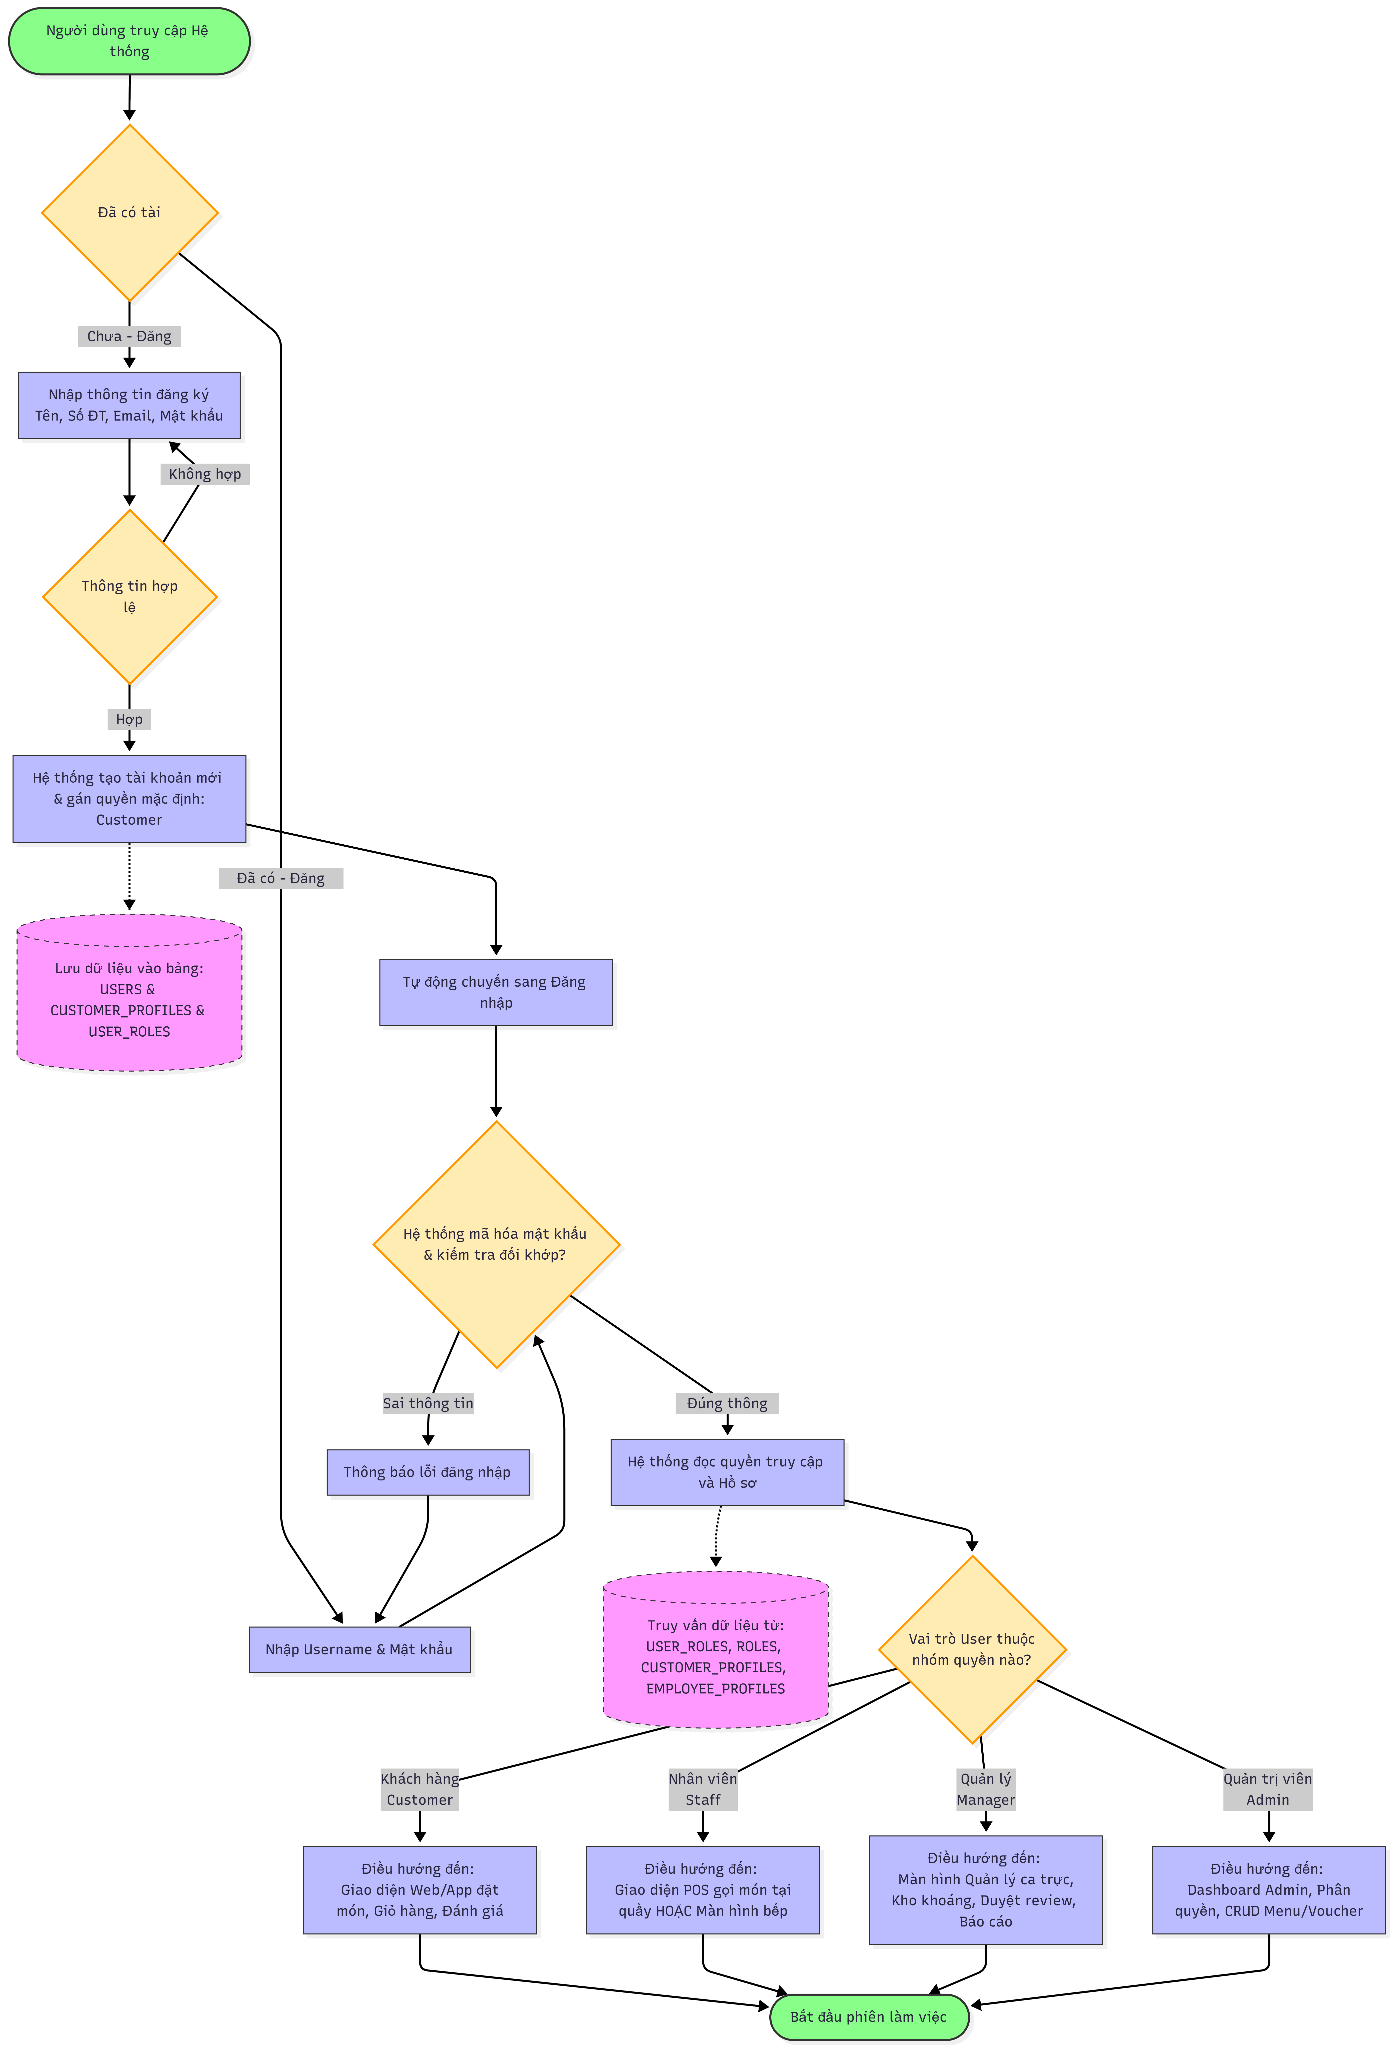 Người dùng truy cập Hệ
thống
Đã có tài
Chưa - Đăng
Nhập thông tin đăng ký
Tên, Số ĐT, Email, Mật khẩu
Không hợp
Thông tin hợp
lệ
Hợp
Hệ thống tạo tài khoản mới
& gán quyền mặc định:
Customer
Đã có - Đăng
Lưu dữ liệu vào bảng:
USERS &
CUSTOMER_PROFILES &
USER_ROLES
Tự động chuyển sang Đăng
nhập
Hệ thống mã hóa mật khẩu
& kiểm tra đối khớp?
Sai thông tin
Đúng thông
Thông báo lỗi đăng nhập
Hệ thống đọc quyền truy cập
và Hồ sơ
Nhập Username & Mật khẩu
Truy vấn dữ liệu từ:
USER_ROLES, ROLES,
CUSTOMER_PROFILES,
EMPLOYEE_PROFILES
Vai trò User thuộc
nhóm quyền nào?
Khách hàng
Customer
Nhân viên
Staff
Quản lý
Manager
Quản trị viên
Admin
Điều hướng đến:
Giao diện Web/App đặt
món, Giỏ hàng, Đánh giá
Điều hướng đến:
Giao diện POS gọi món tại
quầy HOẶC Màn hình bếp
Điều hướng đến:
Màn hình Quản lý ca trực,
Kho khoáng, Duyệt review,
Báo cáo
Điều hướng đến:
Dashboard Admin, Phân
quyền, CRUD Menu/Voucher
Bắt đầu phiên làm việc